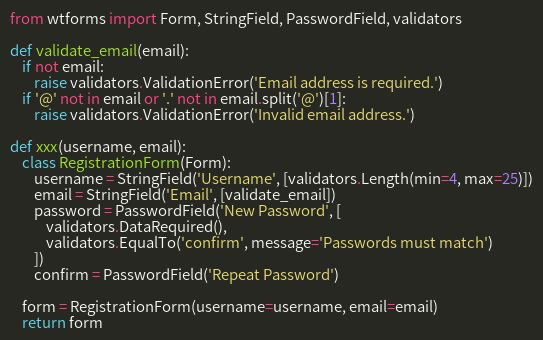 from wtforms import Form, StringField, PasswordField, validators

def validate_email(email):
    if not email:
        raise validators.ValidationError('Email address is required.')
    if '@' not in email or '.' not in email.split('@')[1]:
        raise validators.ValidationError('Invalid email address.')

def xxx(username, email):
    class RegistrationForm(Form):
        username = StringField('Username', [validators.Length(min=4, max=25)])
        email = StringField('Email', [validate_email])
        password = PasswordField('New Password', [
            validators.DataRequired(),
            validators.EqualTo('confirm', message='Passwords must match')
        ])
        confirm = PasswordField('Repeat Password')

    form = RegistrationForm(username=username, email=email)
    return form